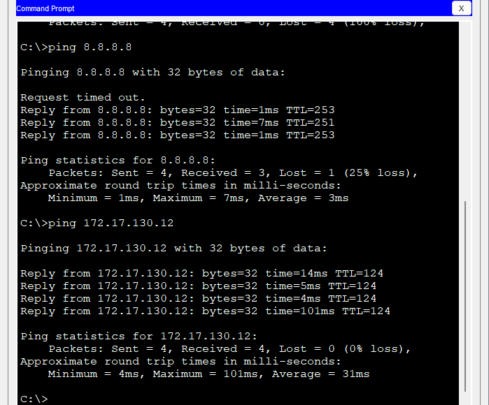 Command Prompt
X
Packets: Sent = 4, Received = 0, Lost = 4 (100% loss),
C:\>ping 8.8.8.8
Pinging 8.8.8.8 with 32 bytes of data:
Request timed out.
Reply from 8.8.8.8: bytes=32 time=1ms TTL=253
Reply from 8.8.8.8: bytes=32 time=7ms TTL=251
Reply from 8.8.8.8: bytes=32 time=1ms TTL=253
Ping statistics for 8.8.8.8:
Packets: Sent = 4, Received = 3, Lost = 1 (25% loss),
Approximate round trip times in milli-seconds:
Minimum = 1ms, Maximum = 7ms, Average = 3ms
C:\>ping 172.17.130.12
Pinging 172.17.130.12 with 32 bytes of data:
Reply from 172.17.130.12: bytes=32 time=14ms TTL=124
Reply from 172.17.130.12: bytes=32 time=5ms TTL=124
Reply from 172.17.130.12: bytes=32 time=4ms TTL=124
Reply from 172.17.130.12: bytes=32 time=101ms TTL=124
Ping statistics for 172.17.130.12:
Packets: Sent = 4, Received = 4, Lost = 0 (0% loss),
Approximate round trip times in milli-seconds:
Minimum = 4ms, Maximum = 101ms, Average = 31ms
C:\>